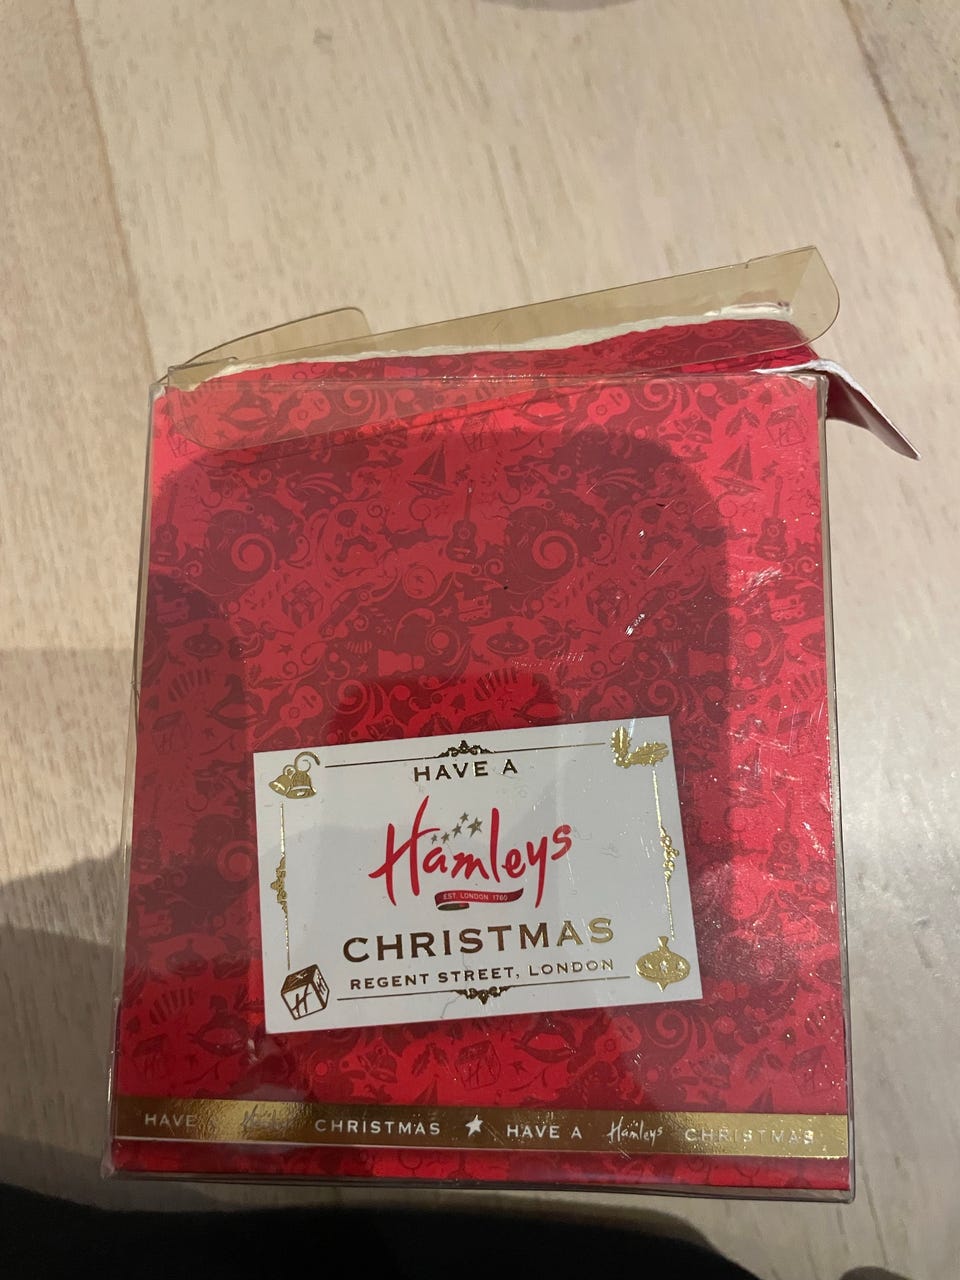 HAVE A
Hamleys
EST. LONDON 1760
CHRISTMAS
REGENT STREET, LONDON
H
HAVE CHRISTMAS ★ HAVE A Hamleys CHRISTMAS